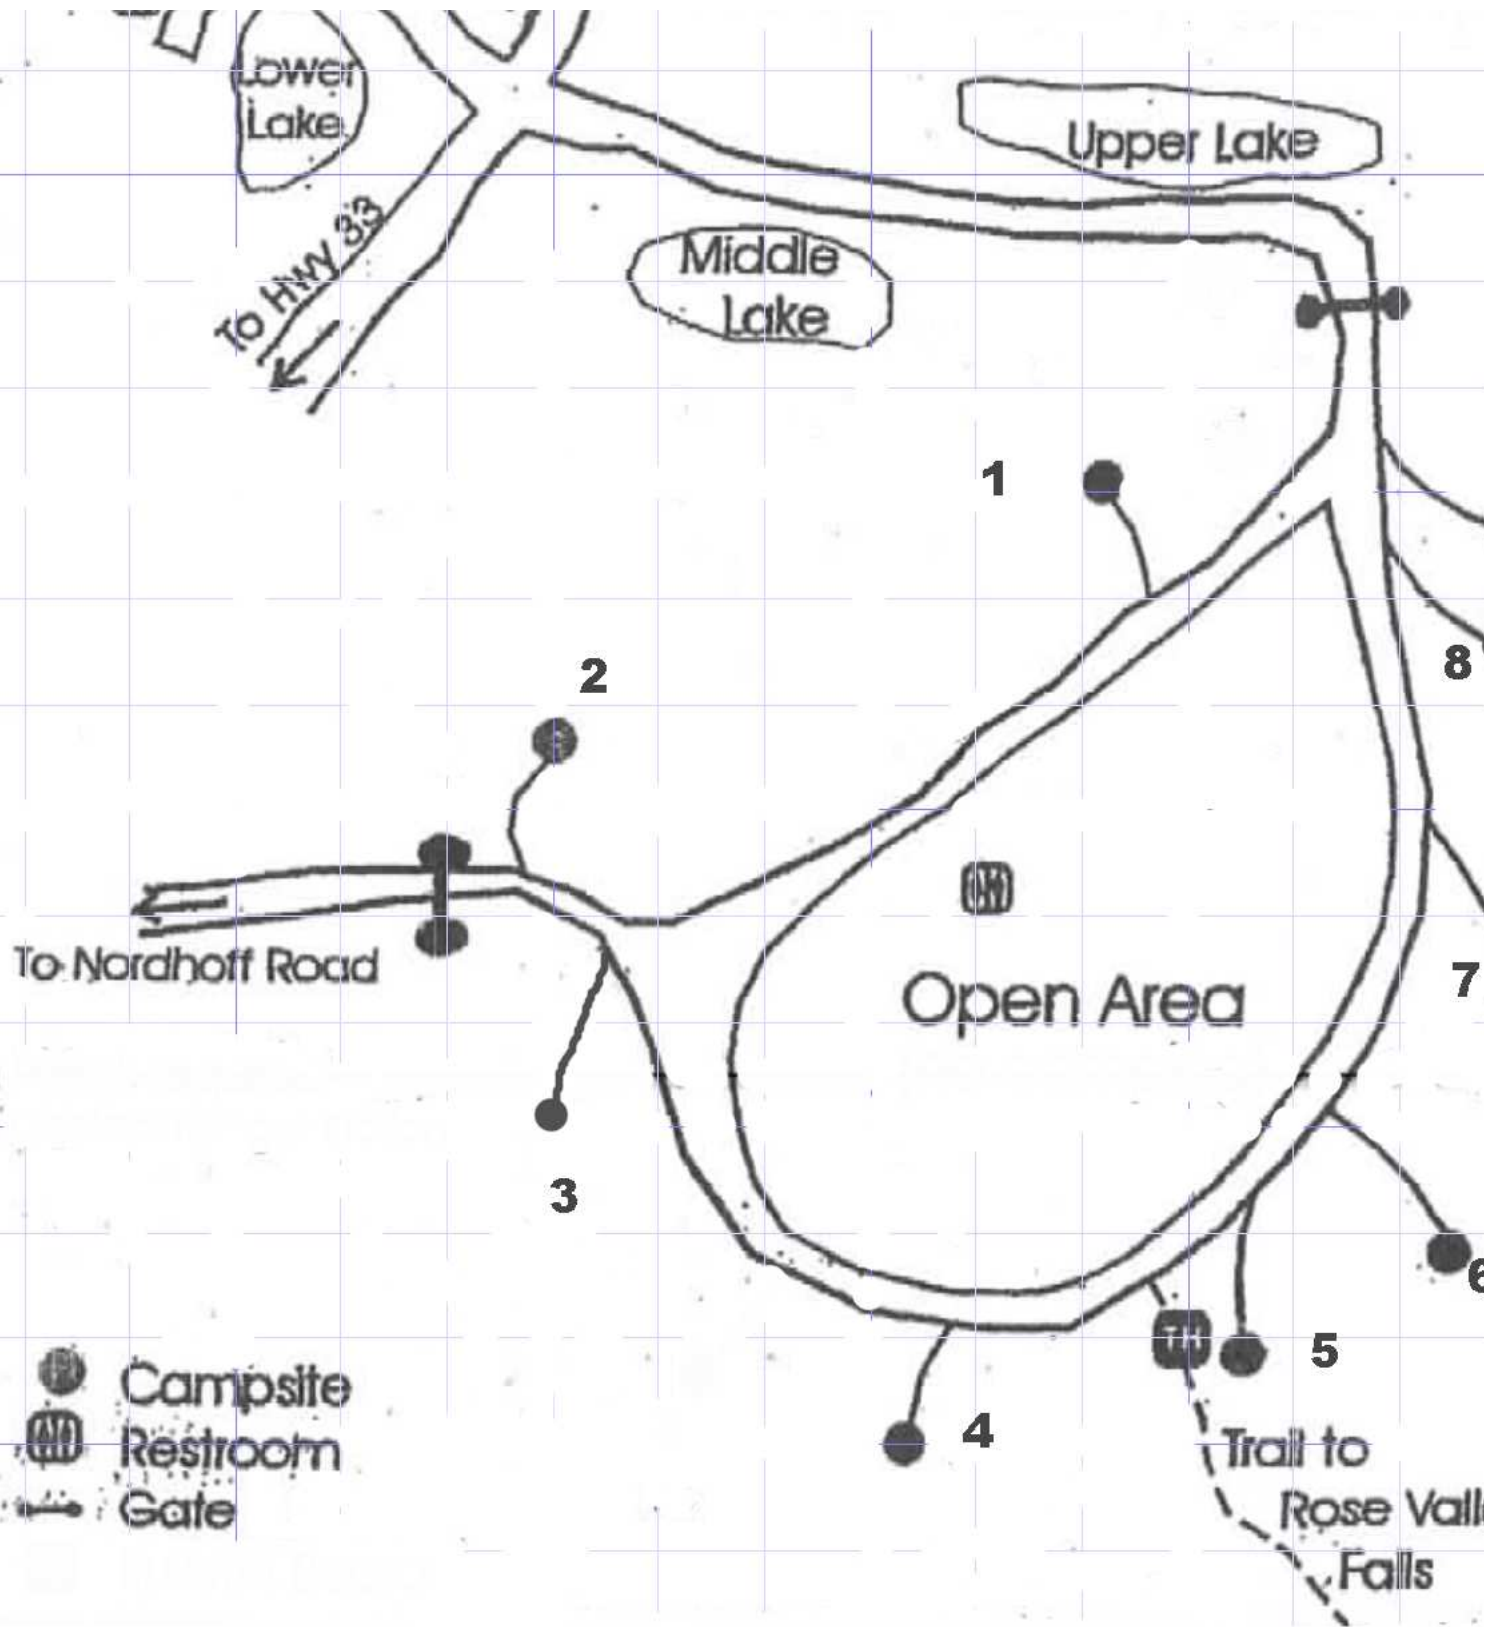 Lower
Lake
Upper Lake
To Hwy 33
Middle
Lake
1
2
8
To Nordhoff Road
Open Area
7
3
6
5
4
Campsite
Restroom
Gate
Trail to
Rose Vall
Falls